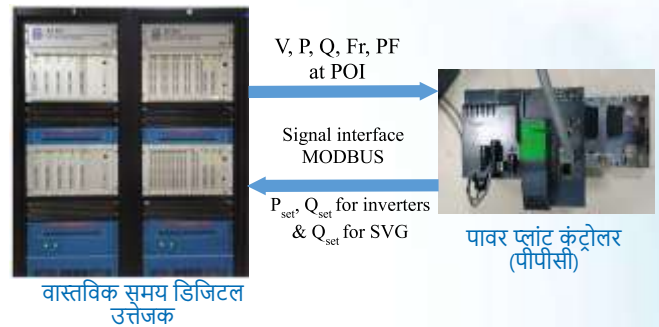 V, P, Q, Fr, PF
at POI
Signal interface
MODBUS
Pset, Qset for inverters
& Qset for SVG
पावर प्लांट कंट्रोलर
(पीपीसी)
वास्तविक समय डिजिटल
उत्तेजक